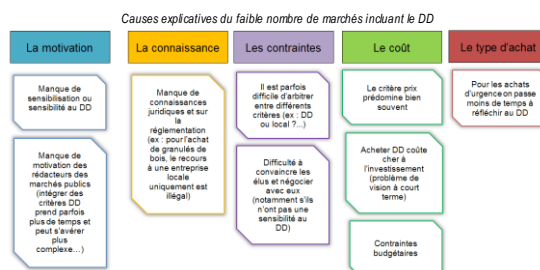 Causes explicatives du faible nombre de marchés incluant le DD
La motivation
Manque de
sensibilisation ou
sensibilité au DD
Manque de
motivation des
rédacteurs des
marchés publics
(intégrer des
critères DD
prend parfois
plus de temps et
peut s'avérer
plus
complexe…)
La connaissance
Manque de
connaissances
juridiques et sur
la
réglementation
(ex : pour l'achat
de granulés de
bois, le recours
à une entreprise
locale
uniquement est
illégal)
Les contraintes
Il est parfois
difficile d'arbitrer
entre différents
critères (ex : DD
ou local ?...)
Difficulté à
convaincre les
élus et négocier
avec eux
(notamment s'ils
n'ont pas une
sensibilité au
DD)
Le coût
Le critère prix
prédomine bien
souvent
Acheter DD coûte
cher à
l'investissement
(problème de
vision à court
terme)
Contraintes
budgétaires
Le type d'achat
Pour les achats
d'urgence on passe
moins de temps à
réfléchir au DD